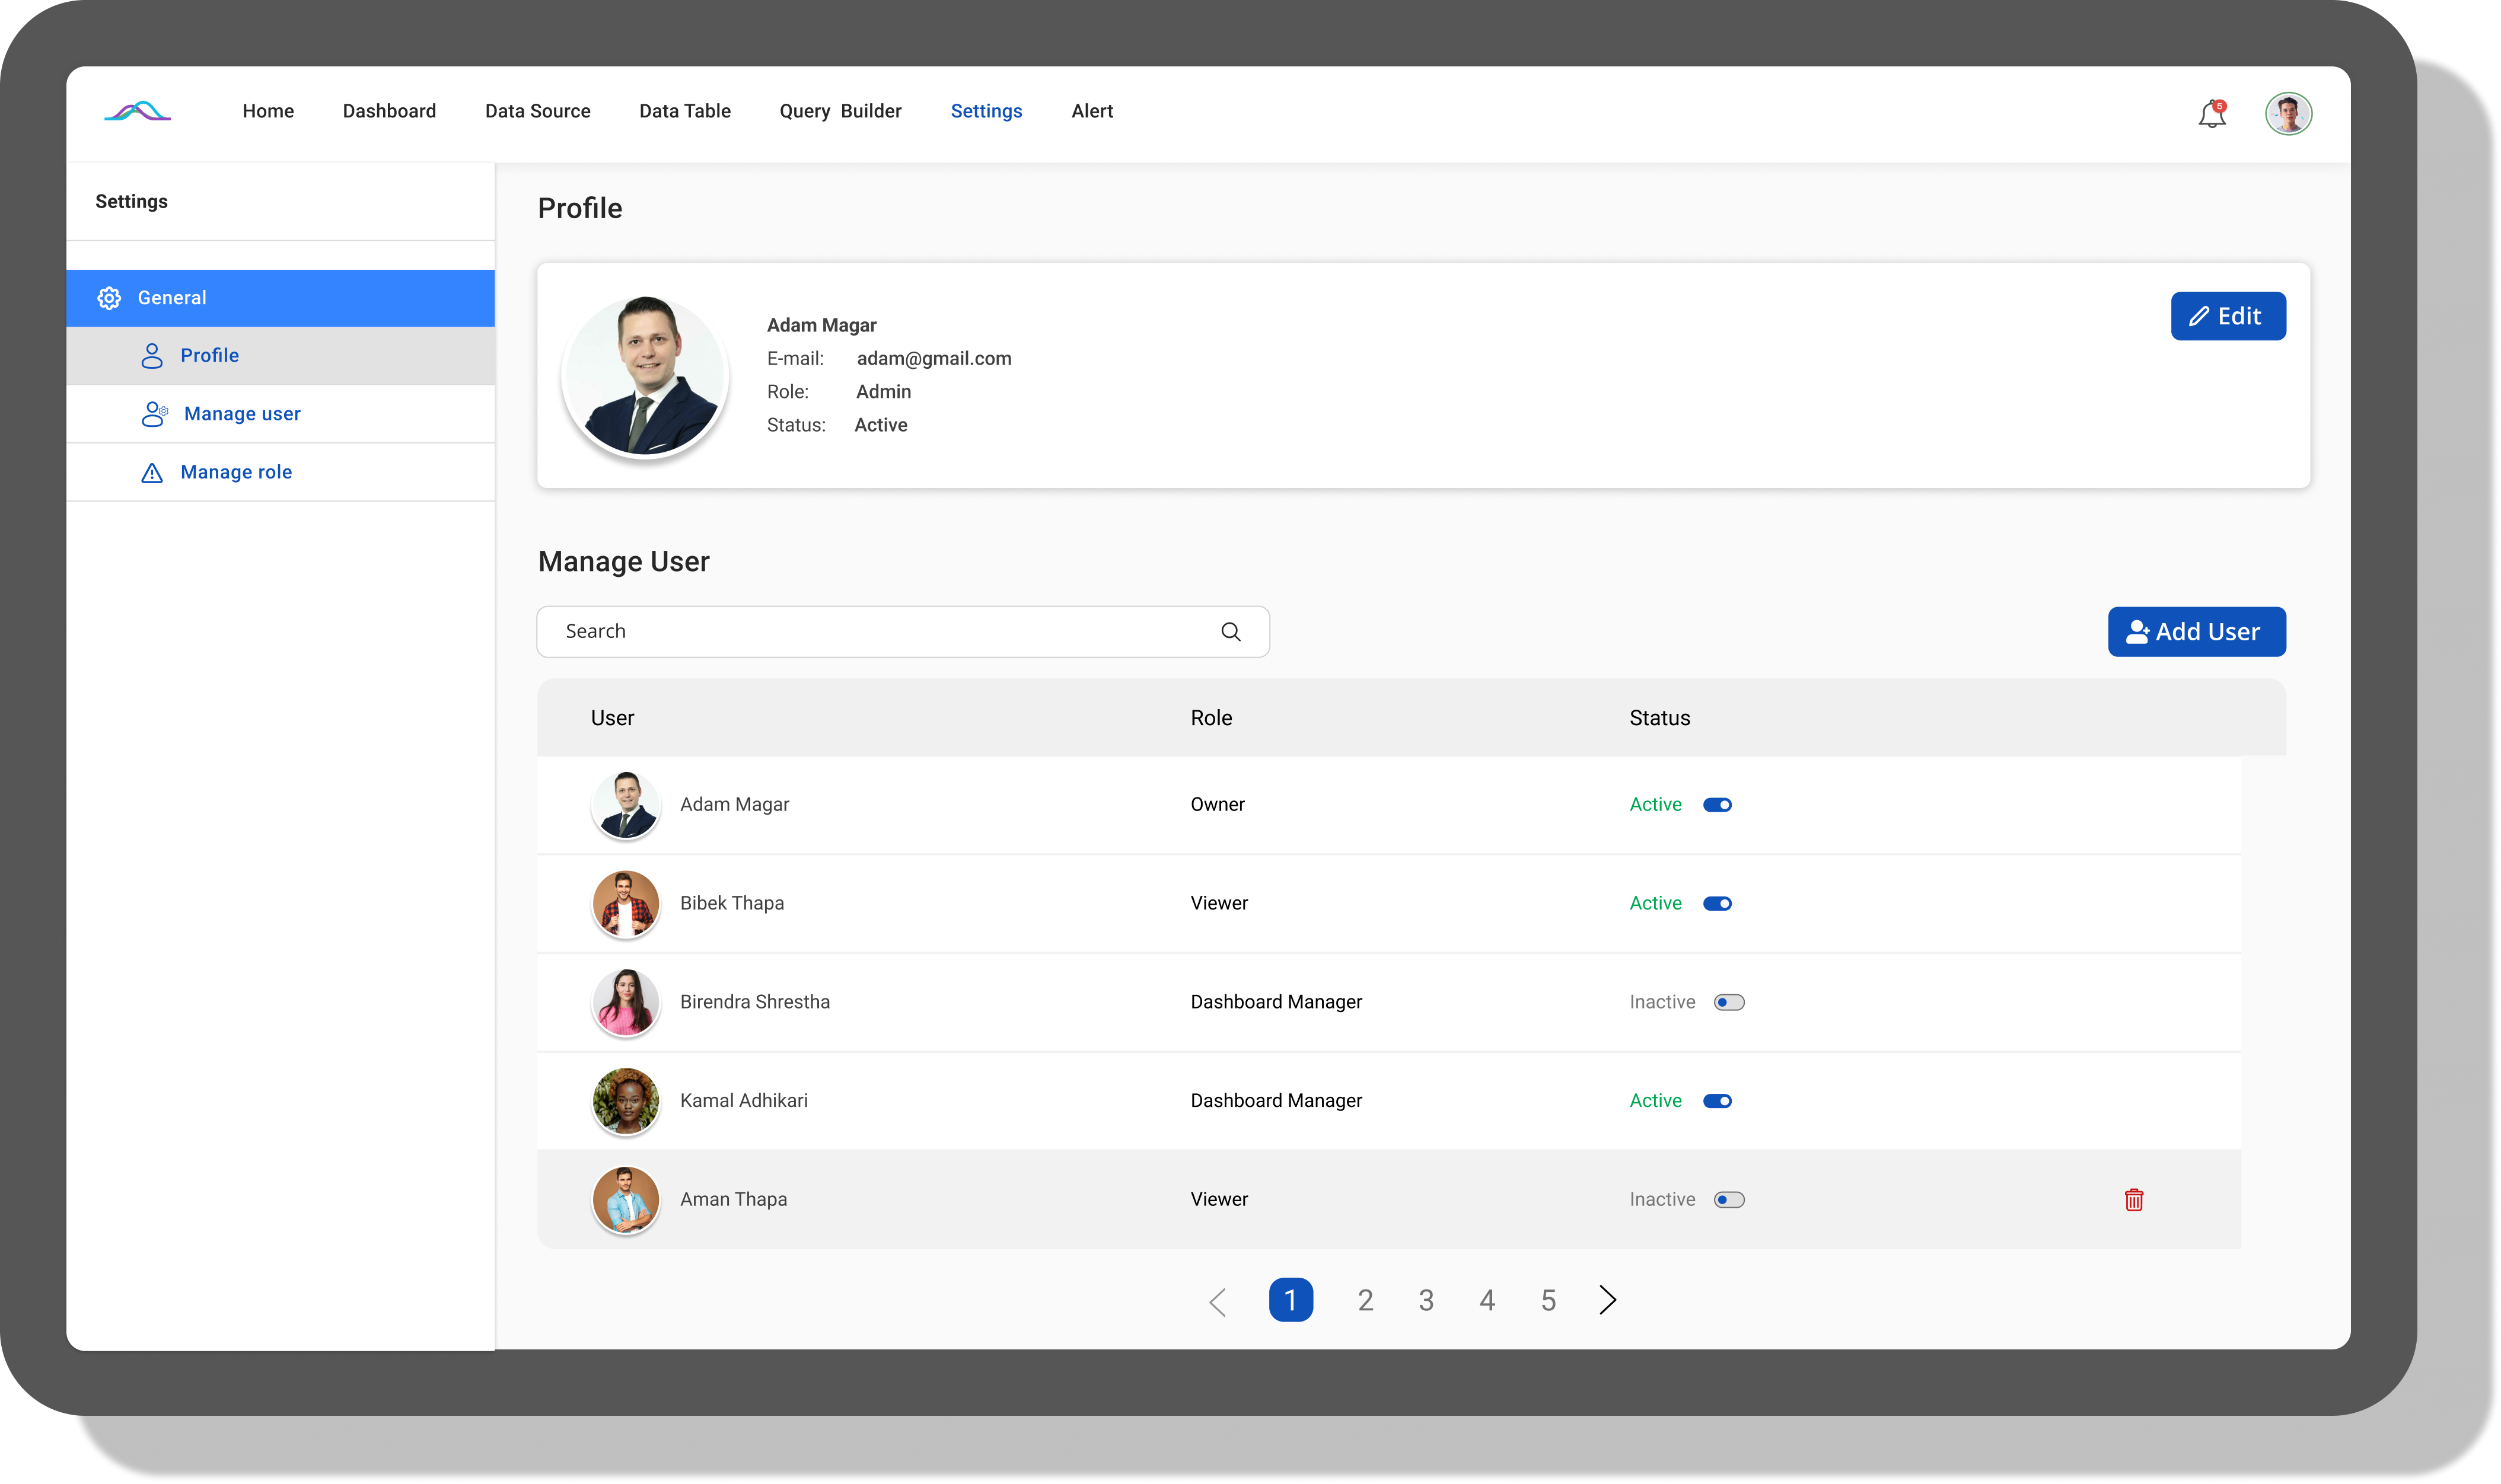 Home Dashboard Data Source Data Table Query Builder Settings Alert 5
Settings
General
Profile
Manage user
Manage role
Profile
Adam Magar
E-mail: adam@gmail.com
Role: Admin
Status: Active
Edit
Manage User
Search
Add User
User Role Status
Adam Magar Owner Active
Bibek Thapa Viewer Active
Birendra Shrestha Dashboard Manager Inactive
Kamal Adhikari Dashboard Manager Active
Aman Thapa Viewer Inactive
1 2 3 4 5